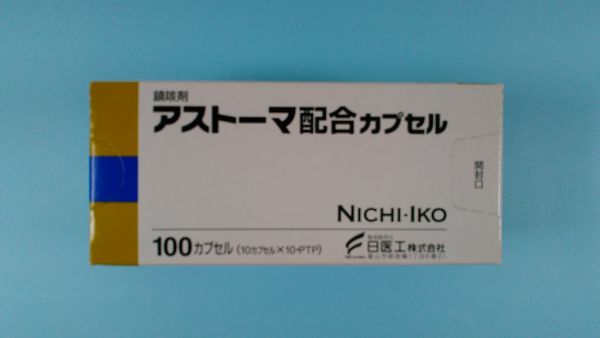 鎮咳剤
アストーマ配合カプセル
開封口
NICHI-IKO
100カプセル(10カプセル×10・PTP)
日医工株式会社